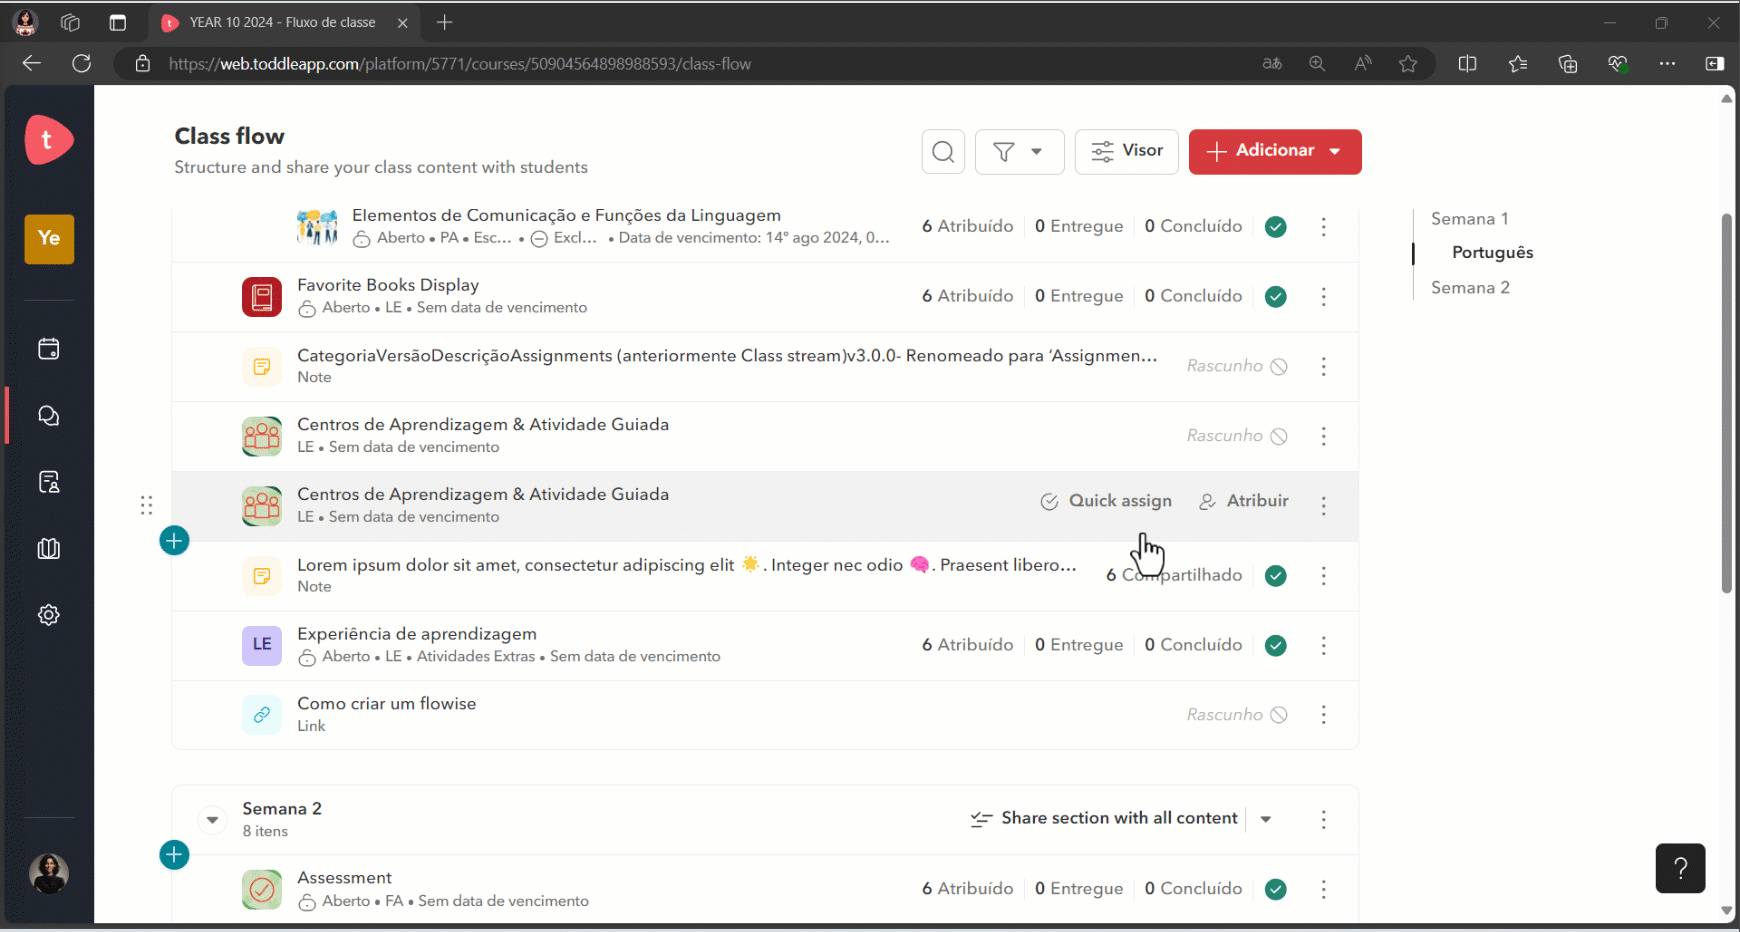 YEAR 10 2024 - Fluxo de classe
https://web.toddleapp.com/platform/5771/courses/50904564898988593/class-flow
t
Class flow
Structure and share your class content with students
Visor
Adicionar
Ye
Elementos de Comunicação e Funções da Linguagem
Aberto • PA • Esc... • Excl... • Data de vencimento: 14º ago 2024, 0...
6 Atribuído 0 Entregue 0 Concluído
Semana 1
Português
Semana 2
Favorite Books Display
Aberto • LE • Sem data de vencimento
6 Atribuído 0 Entregue 0 Concluído
CategoriaVersãoDescriçãoAssignments (anteriormente Class stream)v3.0.0- Renomeado para ‘Assignmen...
Note
Rascunho
Centros de Aprendizagem & Atividade Guiada
LE • Sem data de vencimento
Rascunho
Centros de Aprendizagem & Atividade Guiada
LE • Sem data de vencimento
Quick assign Atribuir
Lorem ipsum dolor sit amet, consectetur adipiscing elit 🌟. Integer nec odio 🧠. Praesent libero...
Note
6 Compartilhado
LE
Experiência de aprendizagem
Aberto • LE • Atividades Extras • Sem data de vencimento
6 Atribuído 0 Entregue 0 Concluído
Como criar um flowise
Link
Rascunho
Semana 2
8 itens
Share section with all content
Assessment
Aberto • FA • Sem data de vencimento
6 Atribuído 0 Entregue 0 Concluído
?